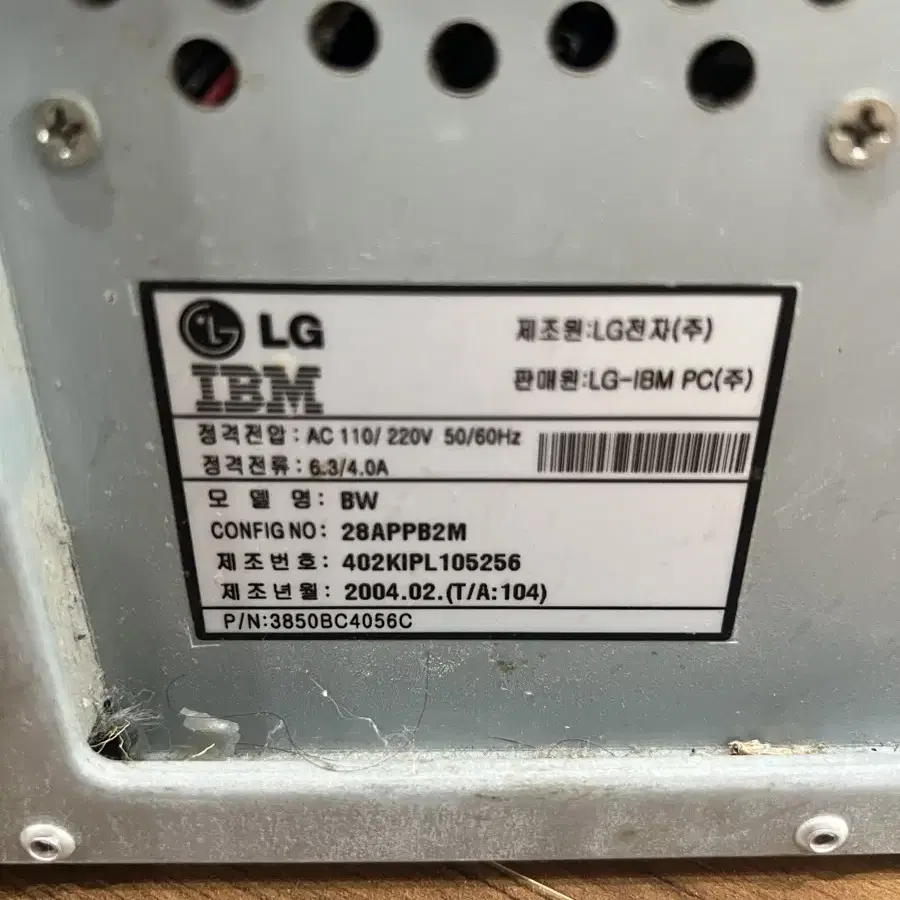 LG
IBM
제조원:LG전자(주)
판매원:LG-IBM PC(주)
정격전압: AC 110/ 220V 50/60Hz
정격전류: 6.3/4.0A
모 델 명: BW
CONFIG NO: 28APPB2M
제조번호: 402KIPL105256
제조년월: 2004.02.(T/A:104)
P/N:3850BC4056C